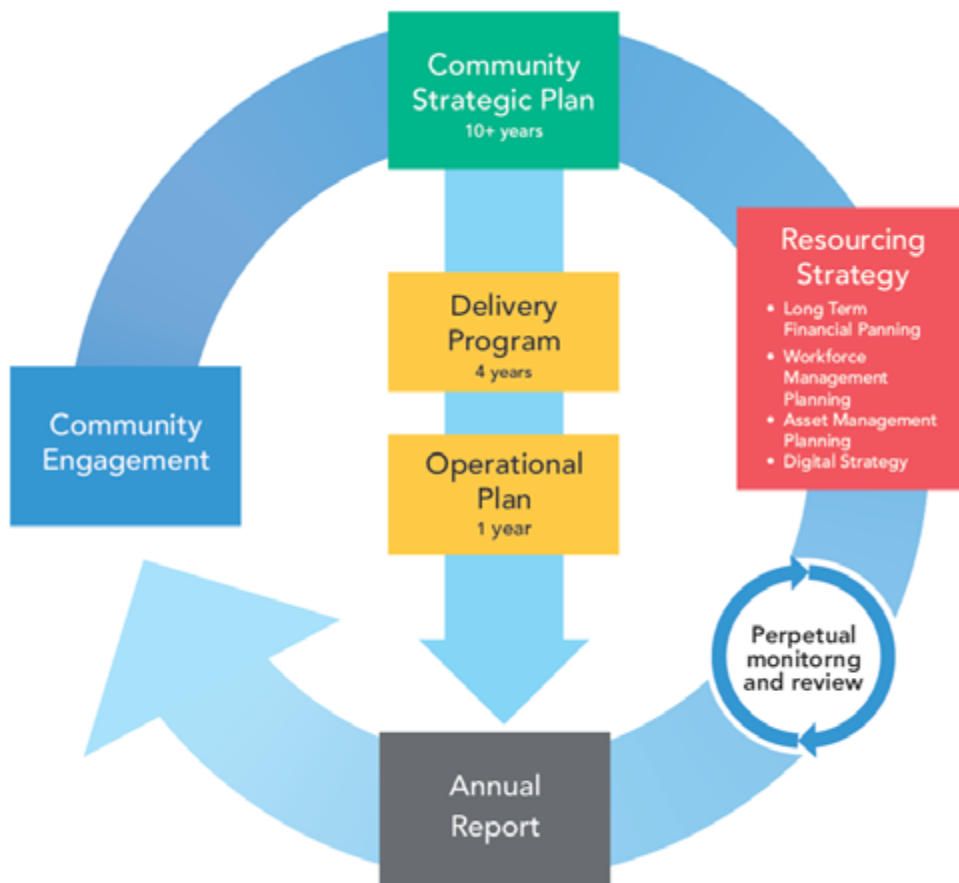 Community
Strategic Plan
10+ years
Resourcing
Strategy
• Long Term
Financial Panning
• Workforce
Management
Planning
• Asset Management
Planning
• Digital Strategy
Delivery
Program
4 years
Community
Engagement
Operational
Plan
1 year
Perpetual
monitorng
and review
Annual
Report